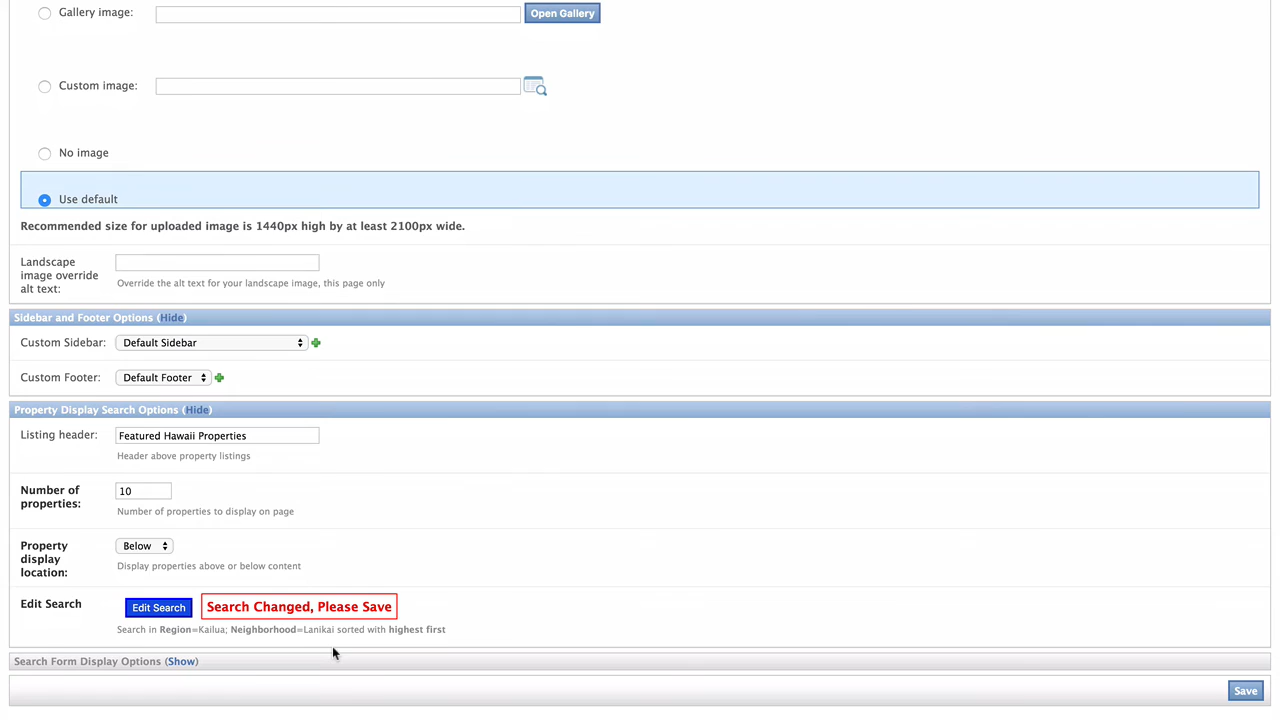 Gallery image:
Open Gallery
Custom image:
No image
Use default
Recommended size for uploaded image is 1440px high by at least 2100px wide.
Landscape
image override
alt text:
Override the alt text for your landscape image, this page only
Sidebar and Footer Options (Hide)
Custom Sidebar: Default Sidebar
Custom Footer: Default Footer
Property Display Search Options (Hide)
Listing header: Featured Hawaii Properties
Header above property listings
Number of
properties:
10
Number of properties to display on page
Property
display
location:
Below
Display properties above or below content
Edit Search Edit Search Search Changed, Please Save
Search in Region=Kailua; Neighborhood=Lanikai sorted with highest first
Search Form Display Options (Show)
Save